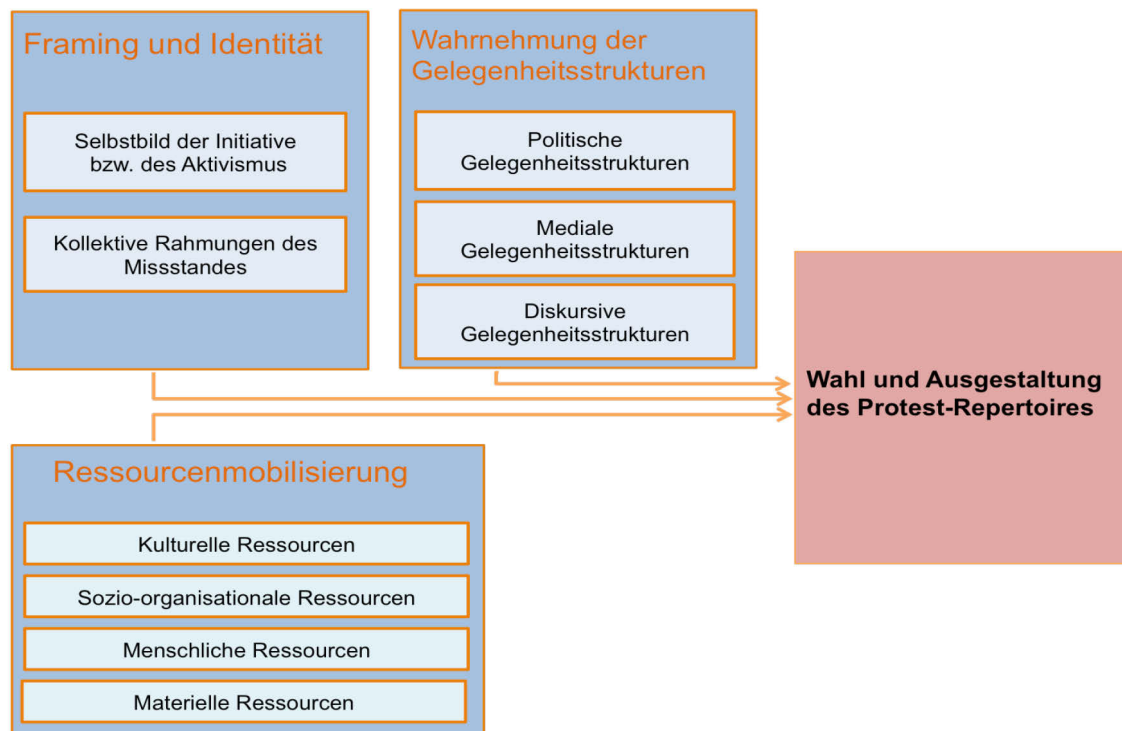 Framing und Identität
Selbstbild der Initiative
bzw. des Aktivismus
Kollektive Rahmungen des
Missstandes
Wahrnehmung der
Gelegenheitsstrukturen
Politische
Gelegenheitsstrukturen
Mediale
Gelegenheitsstrukturen
Diskursive
Gelegenheitsstrukturen
Wahl und Ausgestaltung
des Protest-Repertoires
Ressourcenmobilisierung
Kulturelle Ressourcen
Sozio-organisationale Ressourcen
Menschliche Ressourcen
Materielle Ressourcen